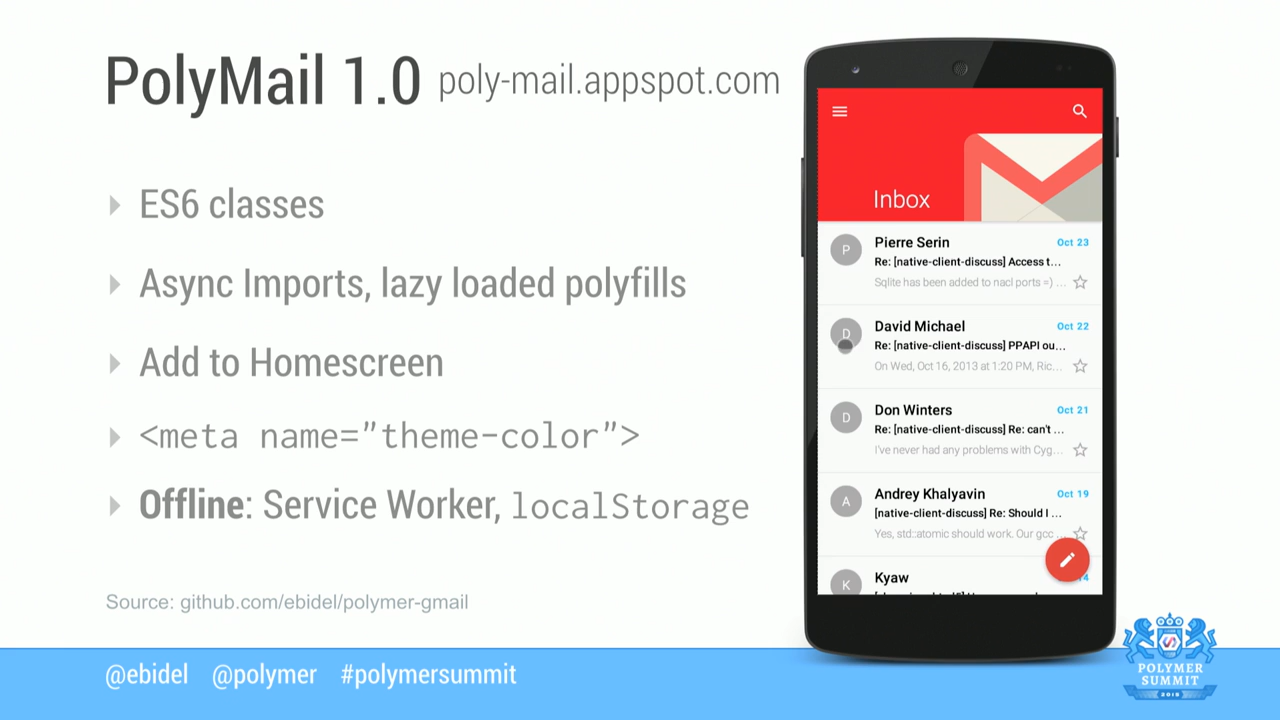 PolyMail 1.0 poly-mail.appspot.com
ES6 classes
Async Imports, lazy loaded polyfills
Add to Homescreen
<meta name="theme-color">
Offline: Service Worker, localStorage
Source: github.com/ebidel/polymer-gmail
@ebidel @polymer #polymersummit
Inbox
P Pierre Serin Oct 23
Re: [native-client-discuss] Access t...
Sqlite has been added to nacl ports =) ...
D David Michael Oct 22
Re: [native-client-discuss] PPAPI ou...
On Wed, Oct 16, 2013 at 1:20 PM, Ric...
D Don Winters Oct 21
Re: [native-client-discuss] Re: can't ...
I've never had any problems with Cyg...
A Andrey Khalyavin Oct 19
[native-client-discuss] Re: Should I ...
Yes, std::atomic should work. Our gcc ...
K Kyaw
POLYMER
SUMMIT
2015